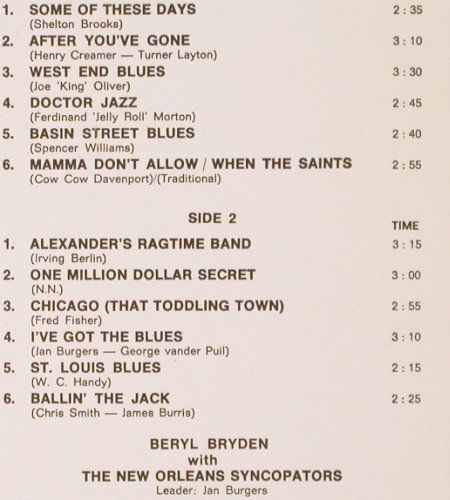 1. SOME OF THESE DAYS 2 : 35
(Shelton Brooks)
2. AFTER YOU'VE GONE 3 : 10
(Henry Creamer — Turner Layton)
3. WEST END BLUES 3 : 30
(Joe 'King' Oliver)
4. DOCTOR JAZZ 2 : 45
(Ferdinand 'Jelly Roll' Morton)
5. BASIN STREET BLUES 2 : 40
(Spencer Williams)
6. MAMMA DON'T ALLOW / WHEN THE SAINTS 2 : 55
(Cow Cow Davenport)/(Traditional)
SIDE 2
TIME
1. ALEXANDER'S RAGTIME BAND 3 : 15
(Irving Berlin)
2. ONE MILLION DOLLAR SECRET 3 : 00
(N.N.)
3. CHICAGO (THAT TODDLING TOWN) 2 : 55
(Fred Fisher)
4. I'VE GOT THE BLUES 3 : 10
(Jan Burgers — George vander Puil)
5. ST. LOUIS BLUES 2 : 15
(W. C. Handy)
6. BALLIN' THE JACK 2 : 25
(Chris Smith — James Burris)
BERYL BRYDEN
with
THE NEW ORLEANS SYNCOPATORS
Leader: Jan Burgers